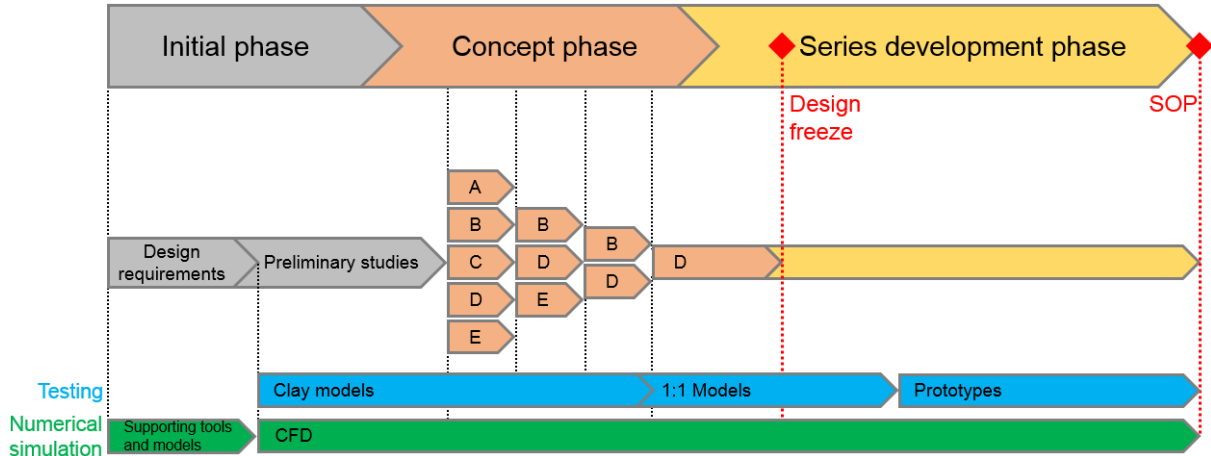 Initial phase
Concept phase
Series development phase
Design
freeze
SOP
A
B
C
D
E
B
D
E
B
D
D
Design
requirements
Preliminary studies
Testing
Clay models
1:1 Models
Prototypes
Numerical
simulation
Supporting tools
and models
CFD